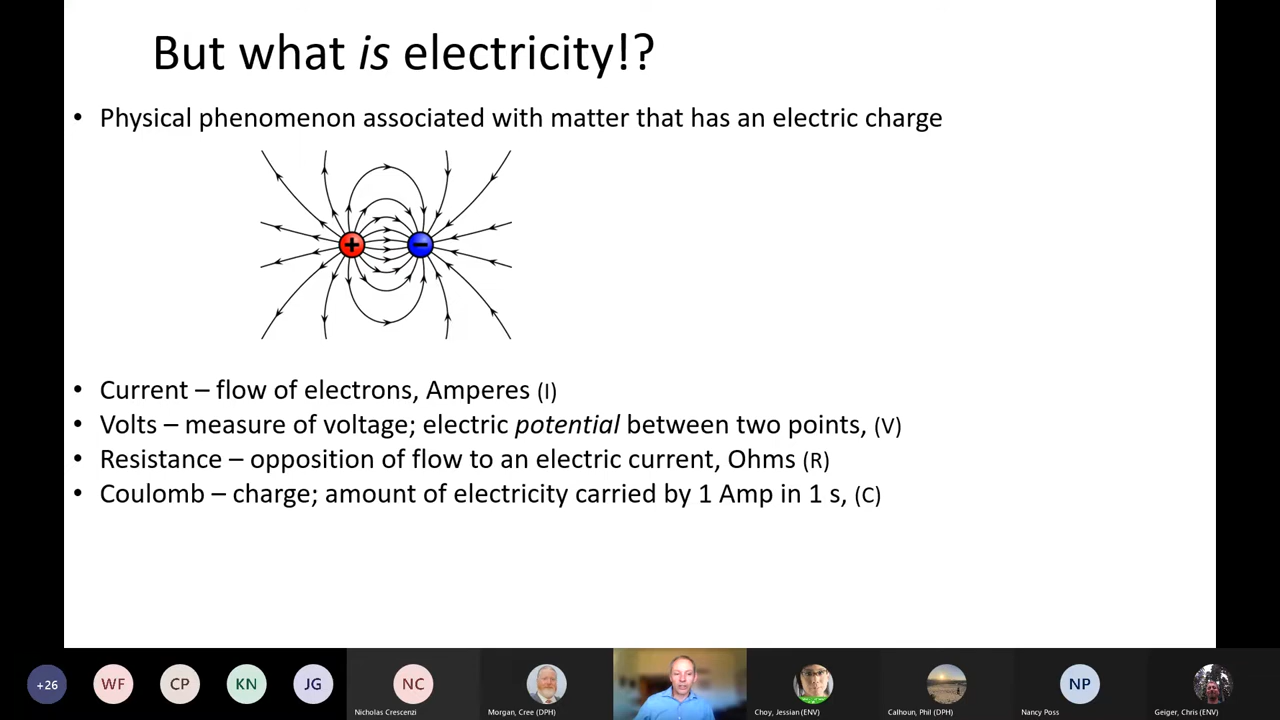 But what is electricity!?
• Physical phenomenon associated with matter that has an electric charge
+ −
• Current – flow of electrons, Amperes (I)
• Volts – measure of voltage; electric potential between two points, (V)
• Resistance – opposition of flow to an electric current, Ohms (R)
• Coulomb – charge; amount of electricity carried by 1 Amp in 1 s, (C)
+26 WF CP KN JG NC NP
Nicholas Crescenzi Morgan, Cree (DPH) Choy, Jessian (ENV) Calhoun, Phil (DPH) Nancy Poss Geiger, Chris (ENV)